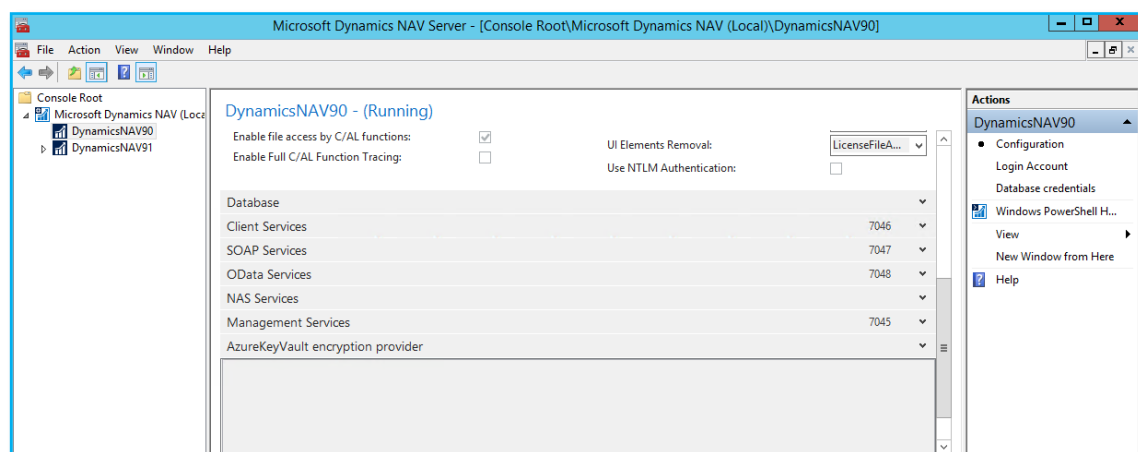 Microsoft Dynamics NAV Server - [Console Root\Microsoft Dynamics NAV (Local)\DynamicsNAV90]
File Action View Window Help
Console Root
Microsoft Dynamics NAV (Loca
DynamicsNAV90
DynamicsNAV91
DynamicsNAV90 - (Running)
Enable file access by C/AL functions:
Enable Full C/AL Function Tracing:
UI Elements Removal: LicenseFileA...
Use NTLM Authentication:
Database
Client Services 7046
SOAP Services 7047
OData Services 7048
NAS Services
Management Services 7045
AzureKeyVault encryption provider
Actions
DynamicsNAV90
Configuration
Login Account
Database credentials
Windows PowerShell H...
View
New Window from Here
Help